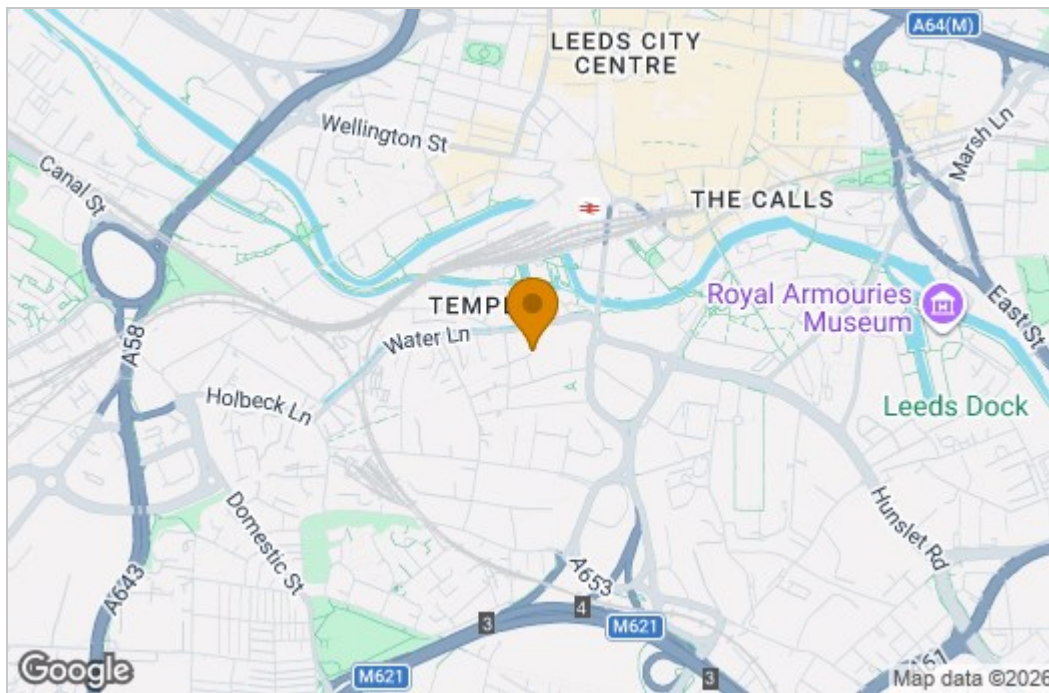 A64(M)
LEEDS CITY
CENTRE
Wellington St
Marsh Ln
Canal St
THE CALLS
Royal Armouries
Museum
East St
TEMPL
Water Ln
A58
Holbeck Ln
Leeds Dock
Domestic St
Hunslet Rd
A653
A643
3
4
M621
M621
3
Google
Map data ©2026